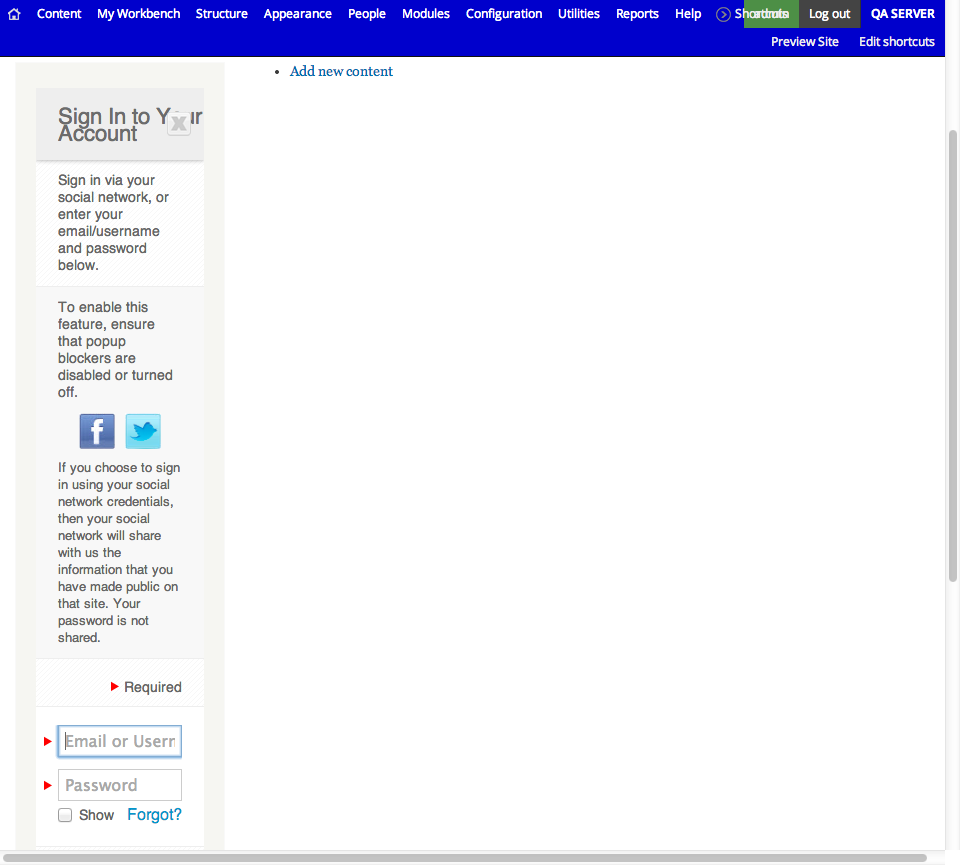 Content My Workbench Structure Appearance People Modules Configuration Utilities Reports Help Shortcuts Log out QA SERVER
Preview Site Edit shortcuts
Add new content
Sign In to Your
Account
Sign in via your
social network, or
enter your
email/username
and password
below.
To enable this
feature, ensure
that popup
blockers are
disabled or turned
off.
If you choose to sign
in using your social
network credentials,
then your social
network will share
with us the
information that you
have made public on
that site. Your
password is not
shared.
Required
Email or Usern
Password
Show Forgot?